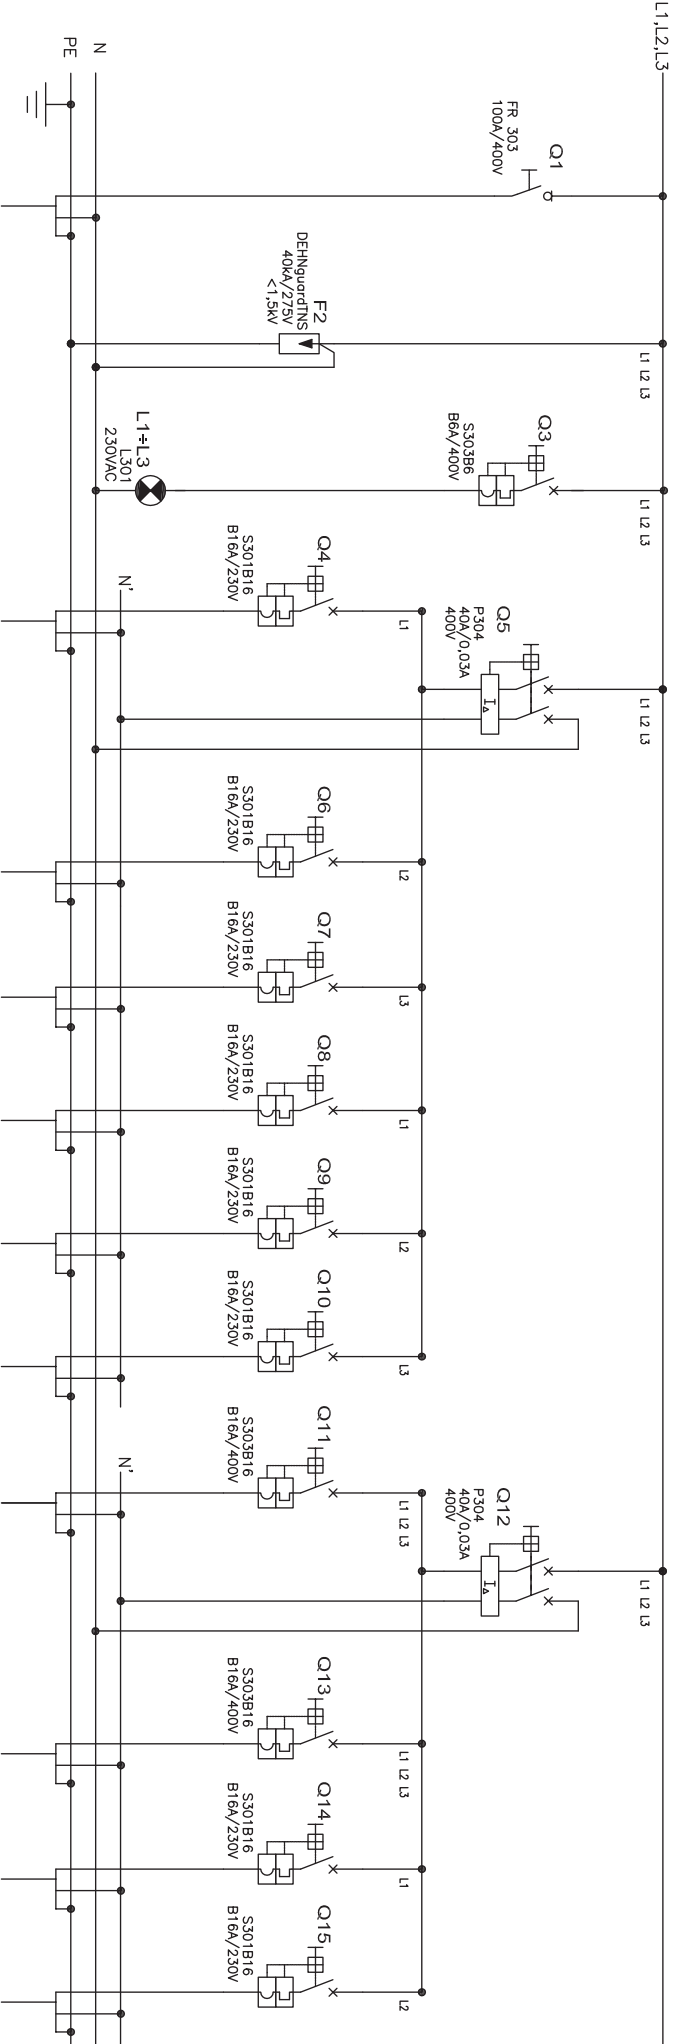 L1,L2,L3
N
PE
Q1
FR 303
100A/400V
F2
DEHNguardTNS
40kA/275V
<1,5kV
L1 L2 L3
Q3
S303B6
B6A/400V
L1 L2 L3
L1÷L3
L301
230VAC
N'
Q4
S301B16
B16A/230V
L1
Q5
P304
40A/0,03A
400V
L1 L2 L3
I△
Q6
S301B16
B16A/230V
L2
Q7
S301B16
B16A/230V
L3
Q8
S301B16
B16A/230V
L1
Q9
S301B16
B16A/230V
L2
Q10
S301B16
B16A/230V
L3
N'
Q11
S303B16
B16A/400V
L1 L2 L3
Q12
P304
40A/0,03A
400V
L1 L2 L3
I△
Q13
S303B16
B16A/400V
L1 L2 L3
Q14
S301B16
B16A/230V
L1
Q15
S301B16
B16A/230V
L2